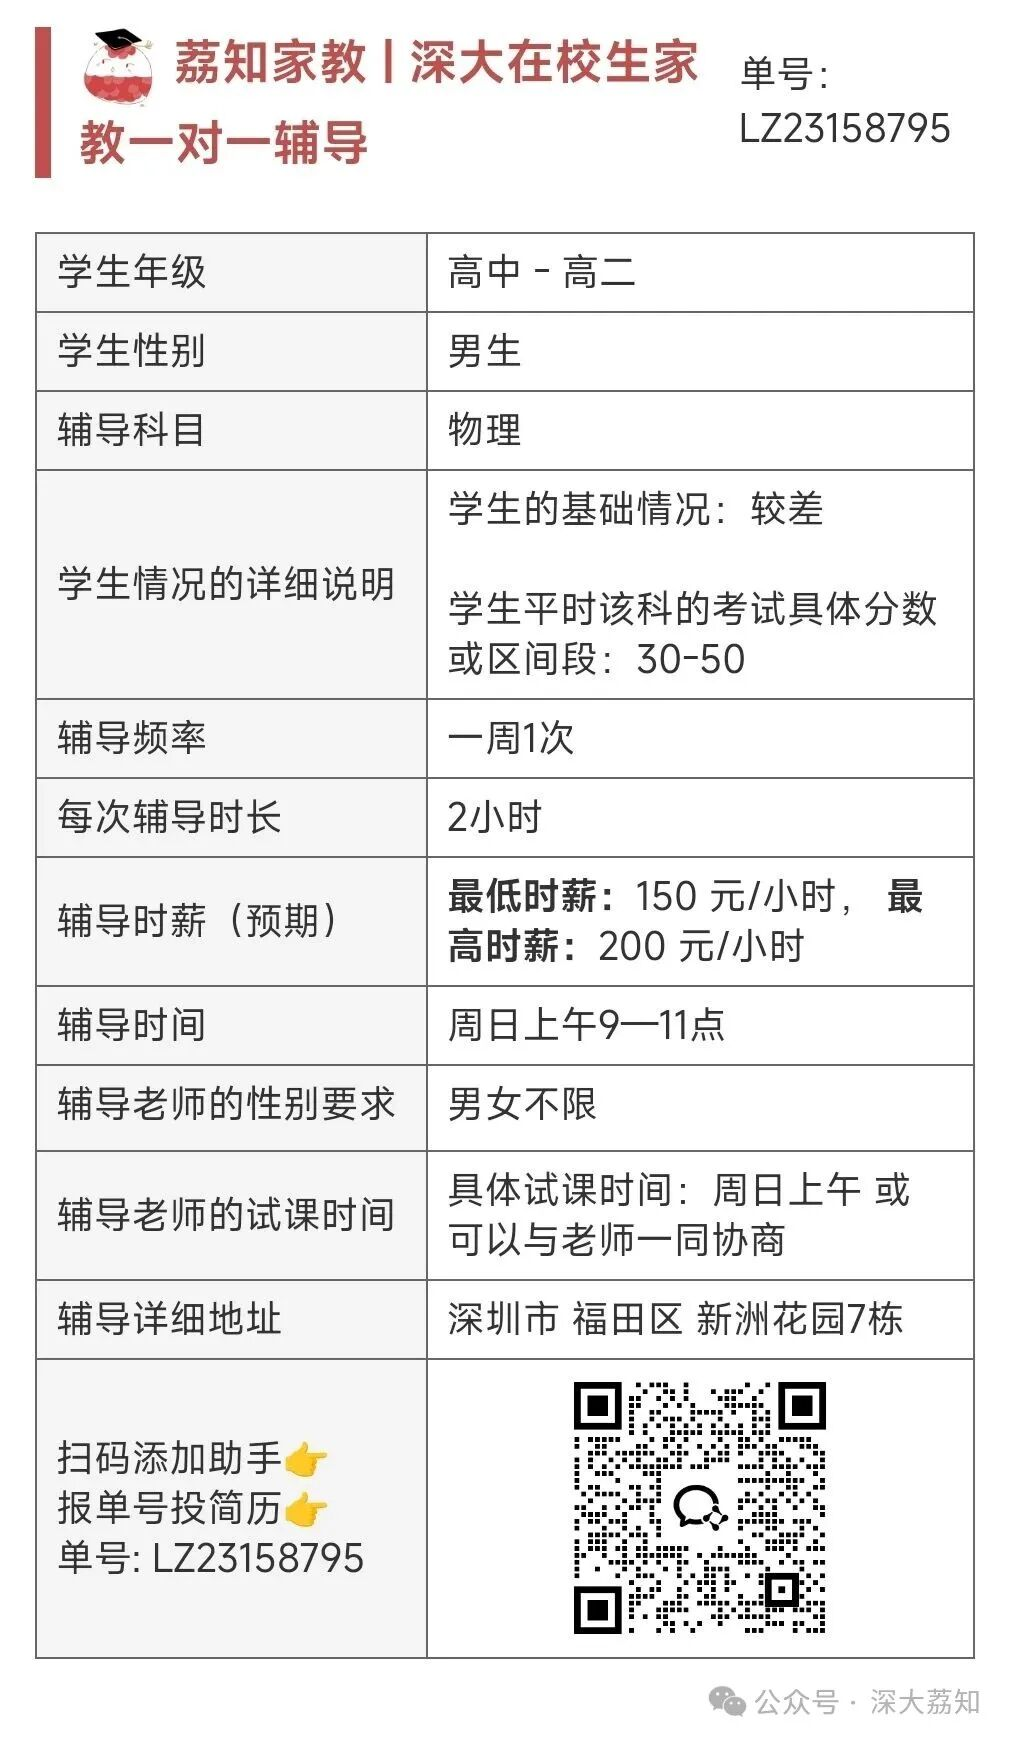 荔知家教 | 深大在校生家
教一对一辅导
单号：
LZ23158795
学生年级
高中 - 高二
学生性别
男生
辅导科目
物理
学生情况的详细说明
学生的基础情况：较差
学生平时该科的考试具体分数
或区间段：30-50
辅导频率
一周1次
每次辅导时长
2小时
辅导时薪（预期）
最低时薪：150 元/小时， 最
高时薪：200 元/小时
辅导时间
周日上午9—11点
辅导老师的性别要求
男女不限
辅导老师的试课时间
具体试课时间：周日上午 或
可以与老师一同协商
辅导详细地址
深圳市 福田区 新洲花园7栋
扫码添加助手👉
报单号投简历👉
单号: LZ23158795
公众号 · 深大荔知